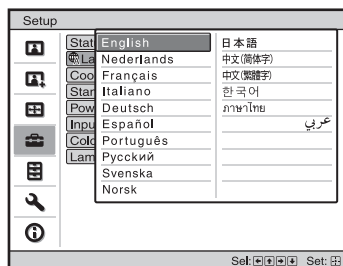 Setup
Stat
La
Coo
Star
Pow
Inpu
Colo
Lam
English
Nederlands
Français
Italiano
Deutsch
Español
Português
Русский
Svenska
Norsk
日本語
中文(简体字)
中文(繁體字)
한국어
ภาษาไทย
عربي
Sel: Set: